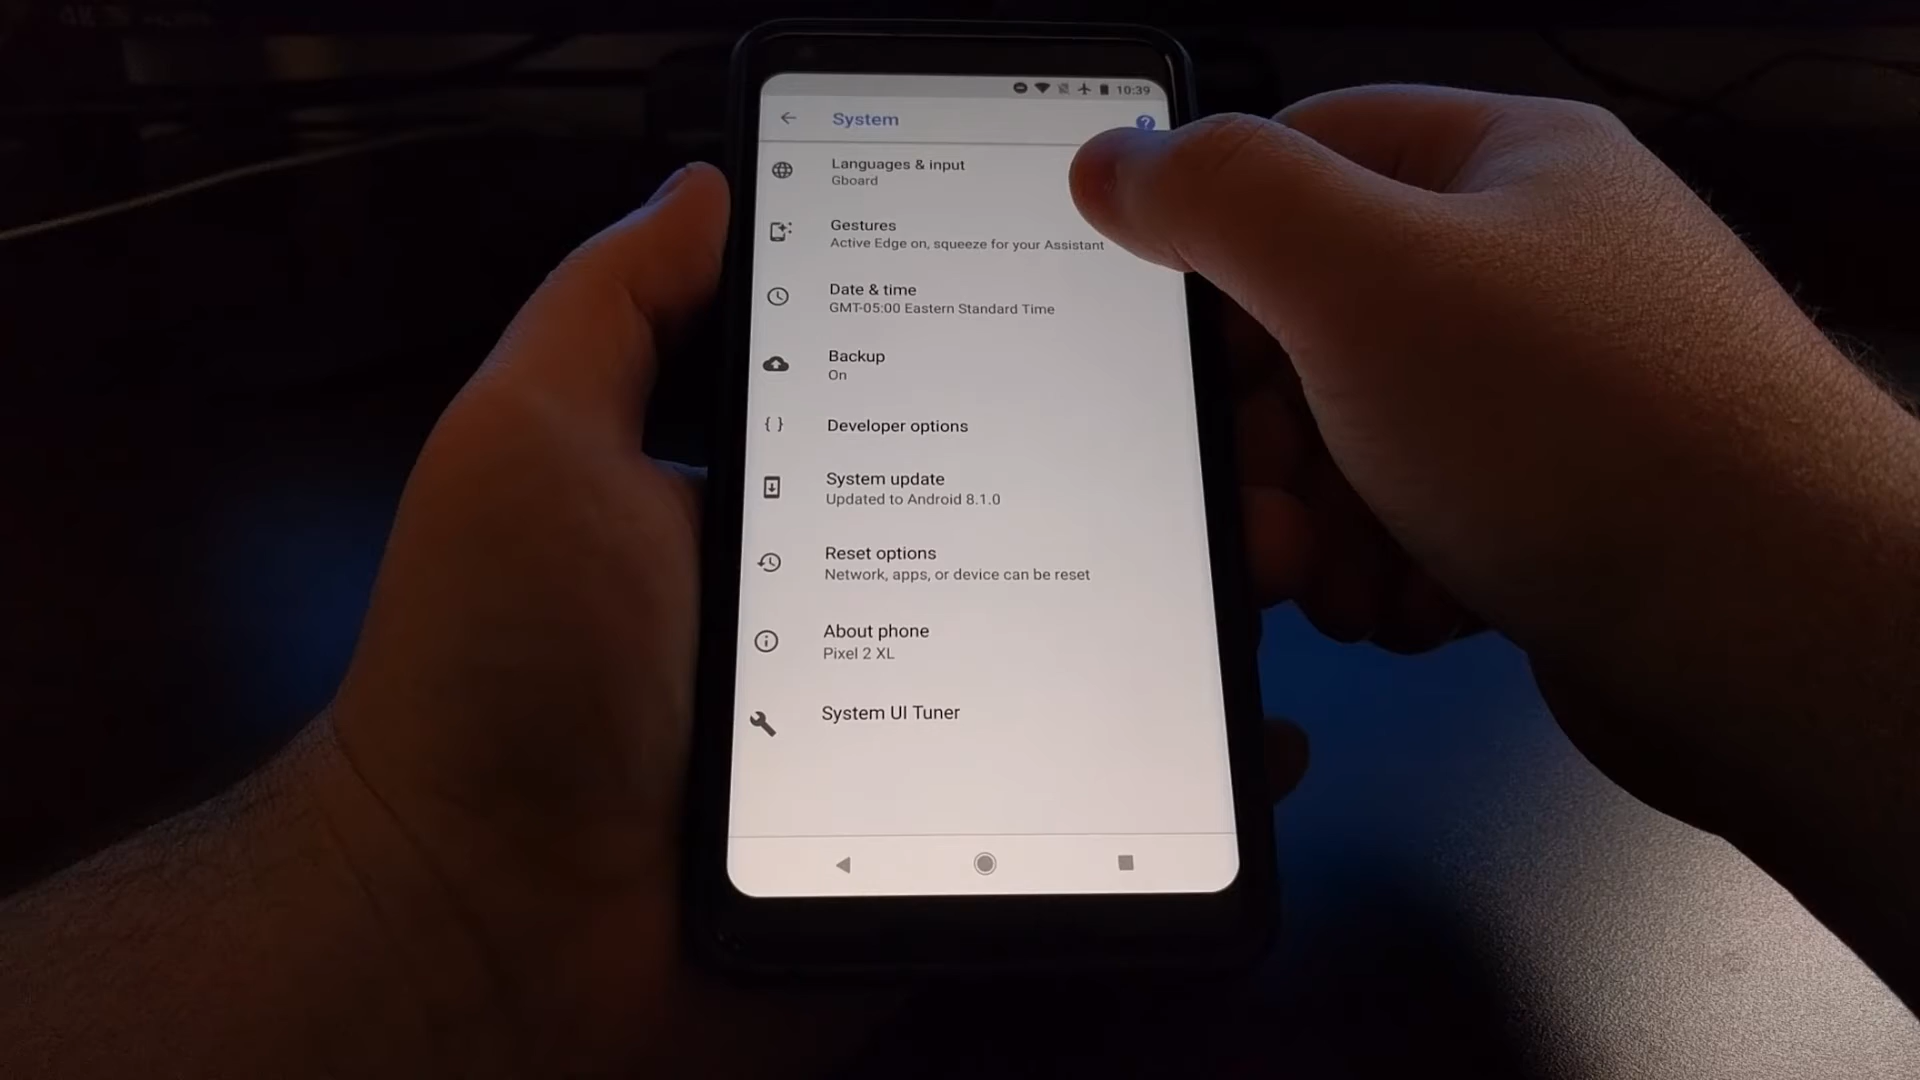 10:39
System
?
Languages & input
Gboard
Gestures
Active Edge on, squeeze for your Assistant
Date & time
GMT-05:00 Eastern Standard Time
Backup
On
{ }
Developer options
System update
Updated to Android 8.1.0
Reset options
Network, apps, or device can be reset
About phone
Pixel 2 XL
System UI Tuner